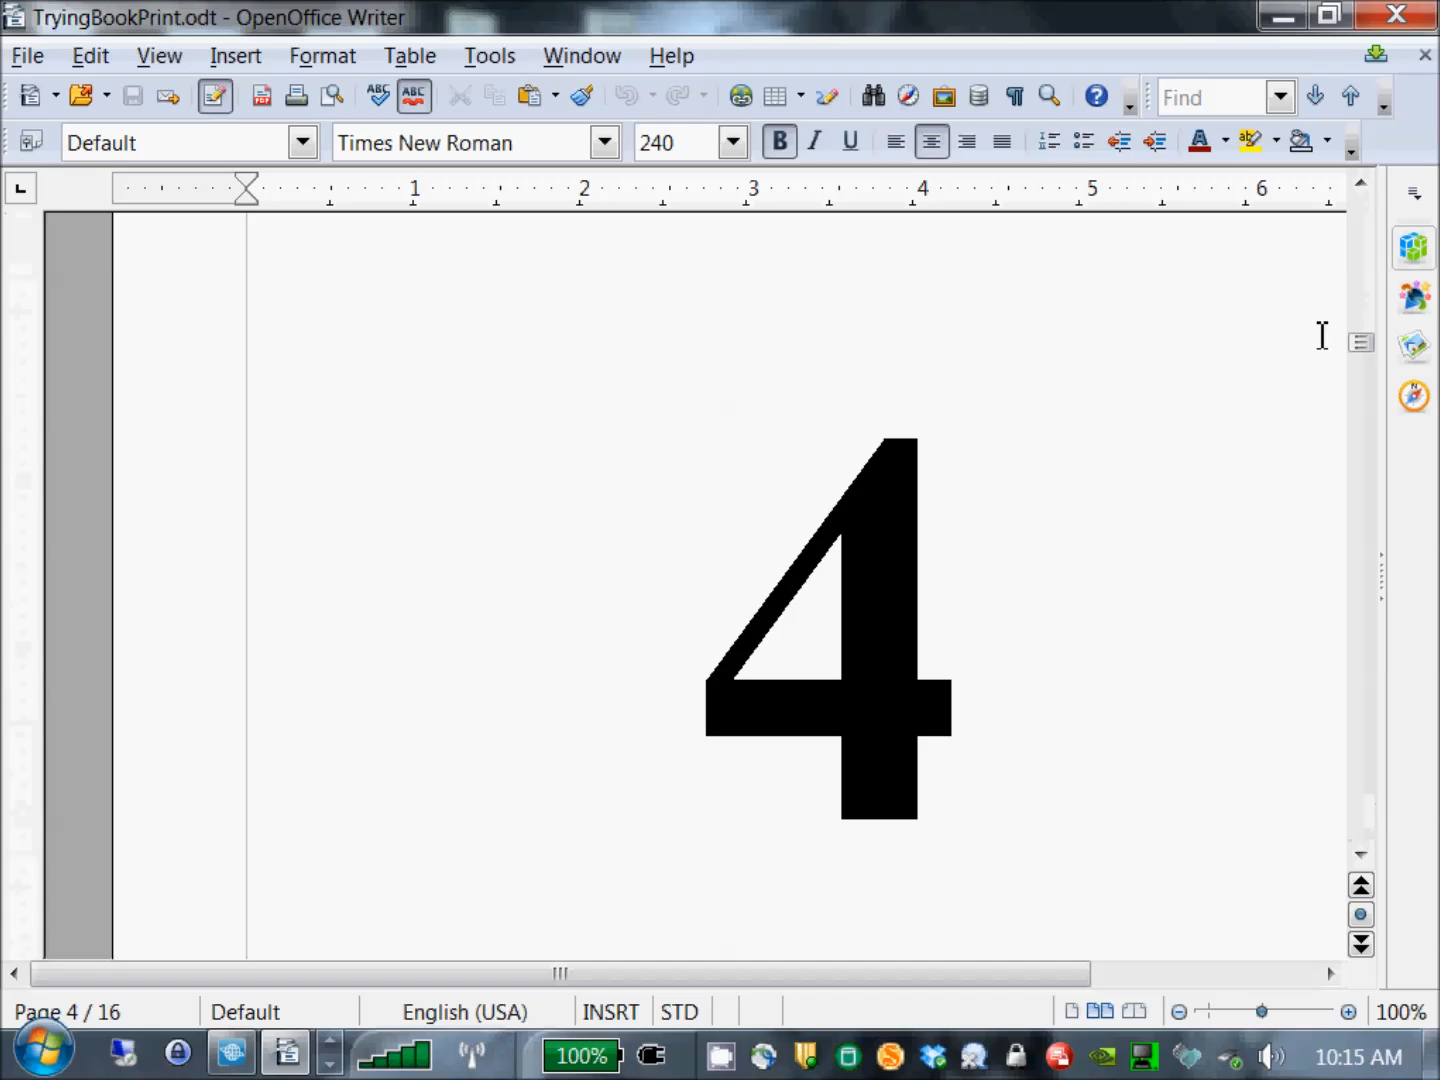 TryingBookPrint.odt - OpenOffice Writer
File Edit View Insert Format Table Tools Window Help
ABC ABC Find
Default Times New Roman 240 B I U A
1 2 3 4 5 6
4
Page 4 / 16 Default English (USA) INSRT STD 100%
100% 10:15 AM